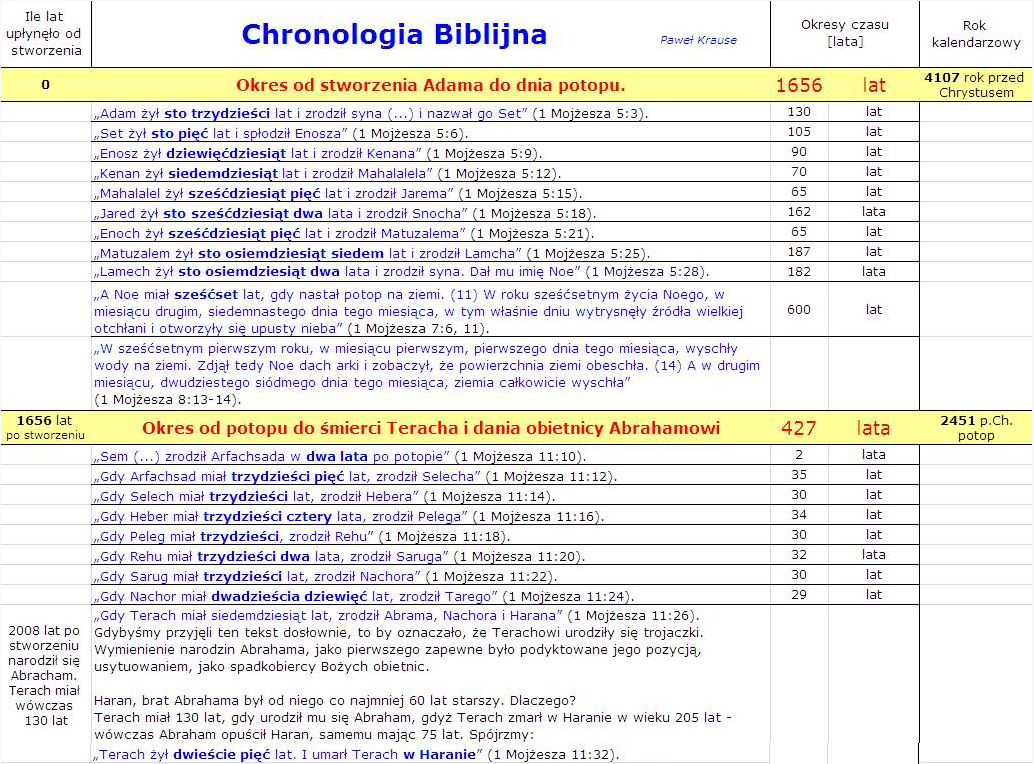 Ile lat
upłynęło od
stworzenia
Chronologia Biblijna
Paweł Krause
Okresy czasu
[lata]
Rok
kalendarzowy
0
Okres od stworzenia Adama do dnia potopu.
1656 lat
4107 rok przed
Chrystusem
„Adam żył sto trzydzieści lat i zrodził syna (...) i nazwał go Set” (1 Mojżesza 5:3). 130 lat
„Set żył sto pięć lat i spłodził Enosza” (1 Mojżesza 5:6). 105 lat
„Enosz żył dziewięćdziesiąt lat i zrodził Kenana” (1 Mojżesza 5:9). 90 lat
„Kenan żył siedemdziesiąt lat i zrodził Mahalalela” (1 Mojżesza 5:12). 70 lat
„Mahalalel żył sześćdziesiąt pięć lat i zrodził Jarema” (1 Mojżesza 5:15). 65 lat
„Jared żył sto sześćdziesiąt dwa lata i zrodził Snocha” (1 Mojżesza 5:18). 162 lata
„Enoch żył sześćdziesiąt pięć lat i zrodził Matuzalema” (1 Mojżesza 5:21). 65 lat
„Matuzalem żył sto osiemdziesiąt siedem lat i zrodził Lamcha” (1 Mojżesza 5:25). 187 lat
„Lamech żył sto osiemdziesiąt dwa lata i zrodził syna. Dał mu imię Noe” (1 Mojżesza 5:28). 182 lata
„A Noe miał sześćset lat, gdy nastał potop na ziemi. (11) W roku sześćsetnym życia Noego, w
miesiącu drugim, siedemnastego dnia tego miesiąca, w tym właśnie dniu wytrysnęły źródła wielkiej
otchłani i otworzyły się upusty nieba” (1 Mojżesza 7:6, 11).
600 lat
„W sześćsetnym pierwszym roku, w miesiącu pierwszym, pierwszego dnia tego miesiąca, wyschły
wody na ziemi. Zdjął tedy Noe dach arki i zobaczył, że powierzchnia ziemi obeschła. (14) A w drugim
miesiącu, dwudziestego siódmego dnia tego miesiąca, ziemia całkowicie wyschła”
(1 Mojżesza 8:13-14).
1656 lat
po stworzeniu
Okres od potopu do śmierci Teracha i dania obietnicy Abrahamowi
427 lata
2451 p.Ch.
potop
„Sem (...) zrodził Arfachsada w dwa lata po potopie” (1 Mojżesza 11:10). 2 lata
„Gdy Arfachsad miał trzydzieści pięć lat, zrodził Selecha” (1 Mojżesza 11:12). 35 lat
„Gdy Selech miał trzydzieści lat, zrodził Hebera” (1 Mojżesza 11:14). 30 lat
„Gdy Heber miał trzydzieści cztery lata, zrodził Pelega” (1 Mojżesza 11:16). 34 lat
„Gdy Peleg miał trzydzieści, zrodził Rehu” (1 Mojżesza 11:18). 30 lat
„Gdy Rehu miał trzydzieści dwa lata, zrodził Saruga” (1 Mojżesza 11:20). 32 lata
„Gdy Sarug miał trzydzieści lat, zrodził Nachora” (1 Mojżesza 11:22). 30 lat
„Gdy Nachor miał dwadzieścia dziewięć lat, zrodził Tarego” (1 Mojżesza 11:24). 29 lat
2008 lat po
stworzeniu
narodził się
Abracham.
Terach miał
wówczas
130 lat
„Gdy Terach miał siedemdziesiąt lat, zrodził Abrama, Nachora i Harana” (1 Mojżesza 11:26).
Gdybyśmy przyjęli ten tekst dosłownie, to by oznaczało, że Terachowi urodziły się trojaczki.
Wymienienie narodzin Abrahama, jako pierwszego zapewne było podyktowane jego pozycją,
usytuowaniem, jako spadkobiercy Bożych obietnic.
Haran, brat Abrahama był od niego co najmniej 60 lat starszy. Dlaczego?
Terach miał 130 lat, gdy urodził mu się Abraham, gdyż Terach zmarł w Haranie w wieku 205 lat -
wówczas Abraham opuścił Haran, samemu mając 75 lat. Spójrzmy:
„Terach żył dwieście pięć lat. I umarł Terach w Haranie” (1 Mojżesza 11:32).